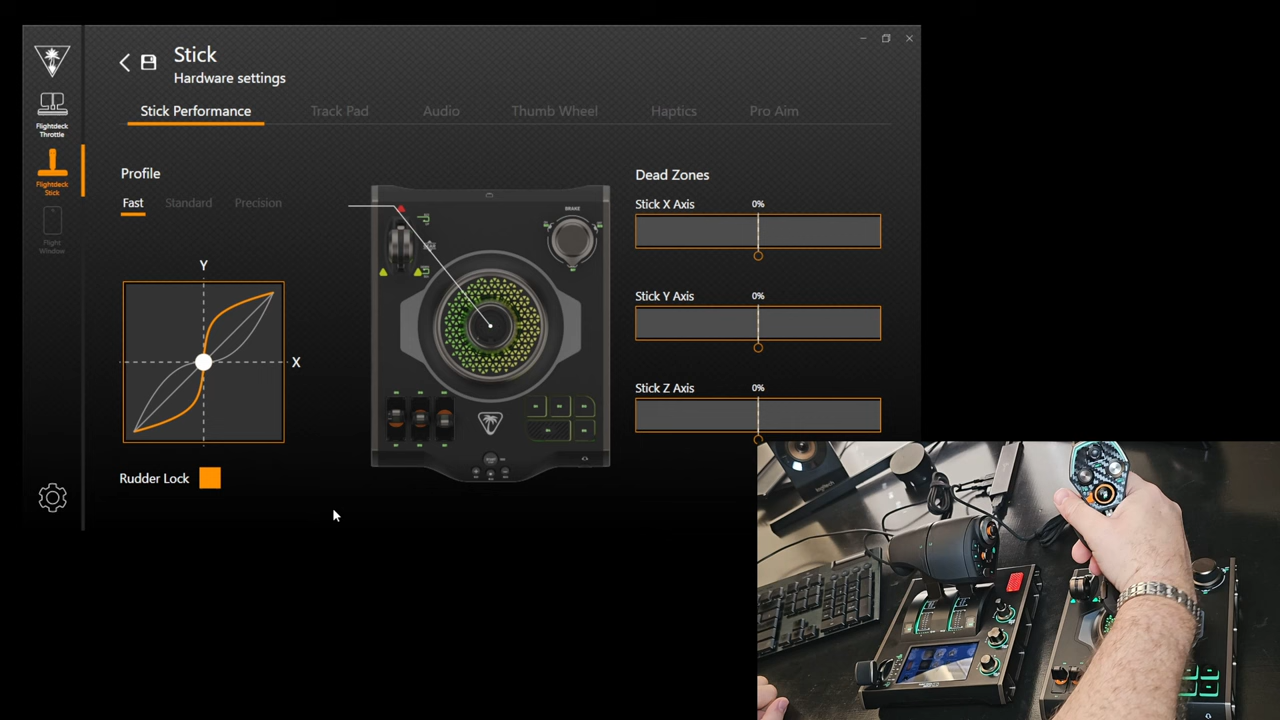 Stick
Hardware settings
Flightdeck
Throttle
Flightdeck
Stick
Flight
Window
Stick Performance
Track Pad
Audio
Thumb Wheel
Haptics
Pro Aim
Profile
Fast
Standard
Precision
Y
X
Rudder Lock
BRAKE
Dead Zones
Stick X Axis
0%
Stick Y Axis
0%
Stick Z Axis
0%